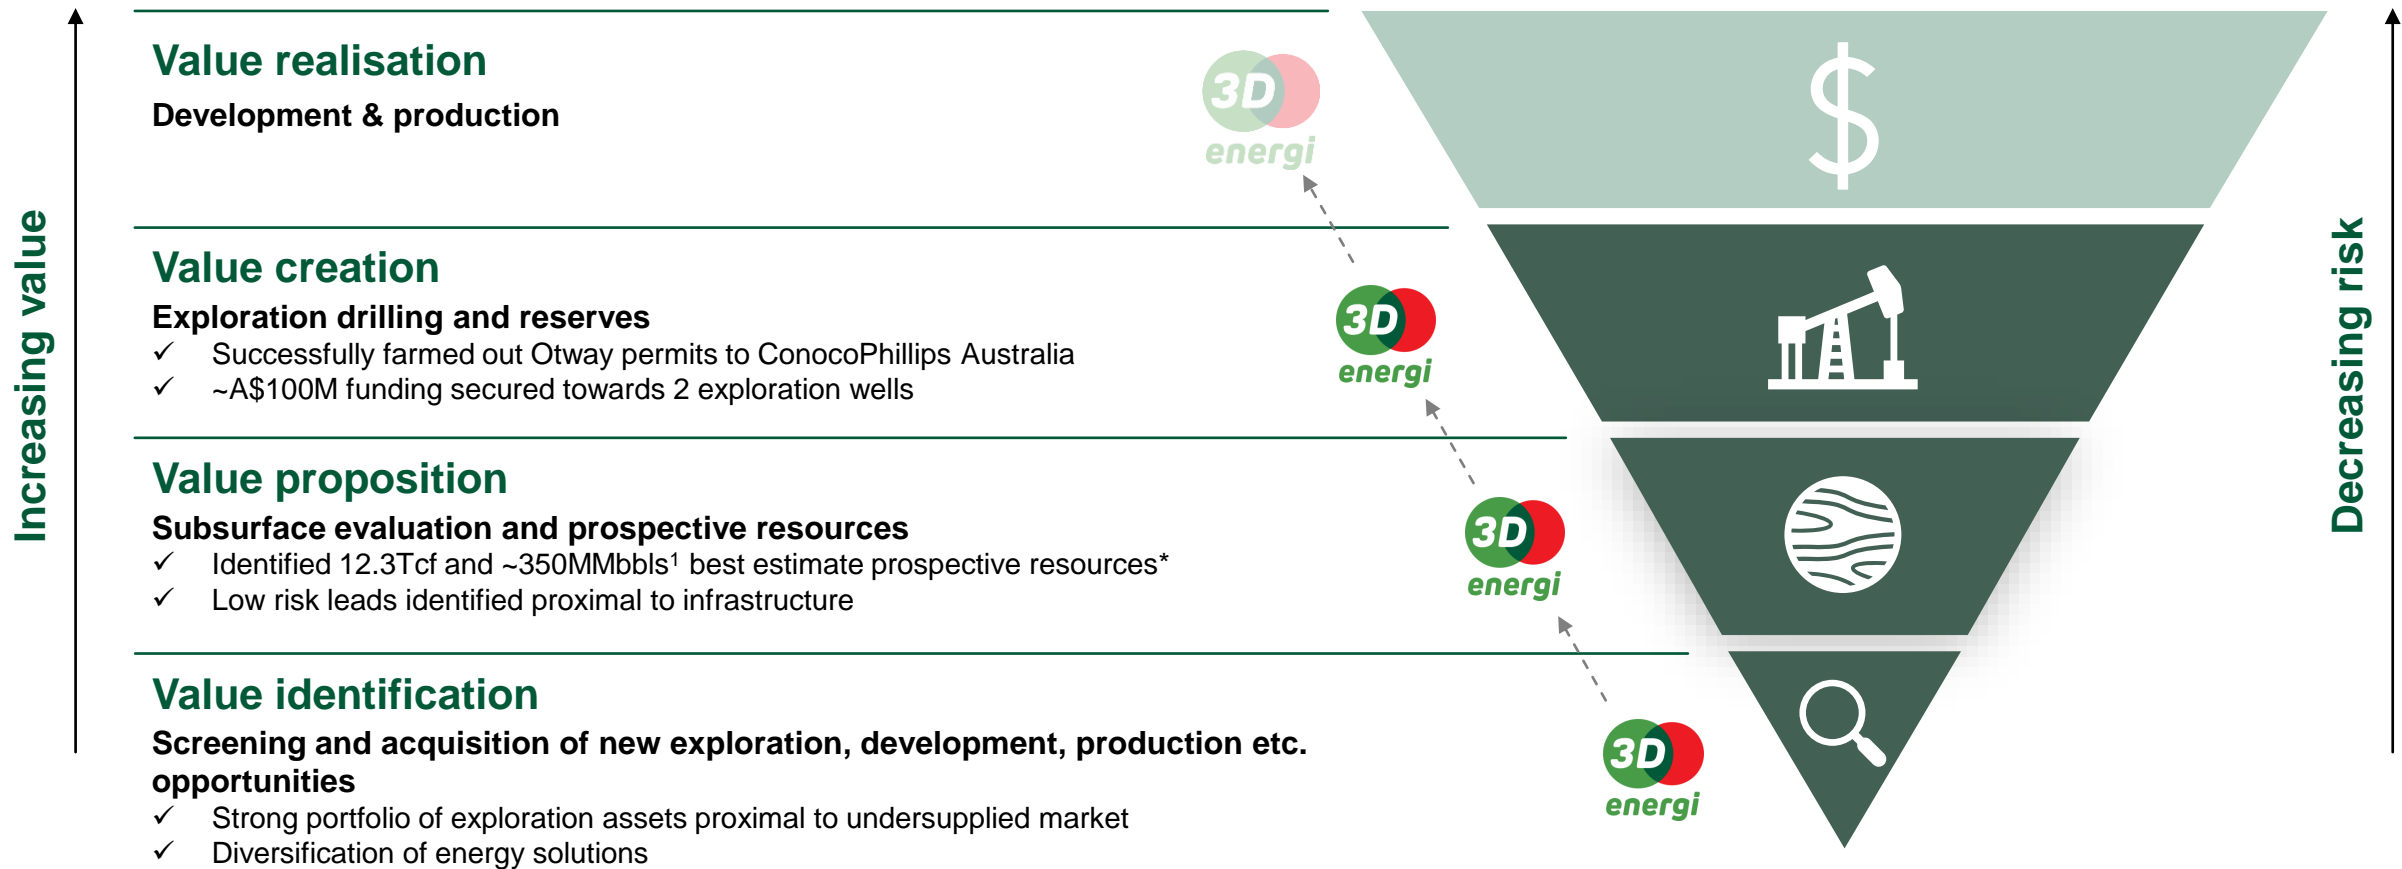 Increasing value
Value realisation
Development & production
3D
energi
Value creation
Exploration drilling and reserves
✓ Successfully farmed out Otway permits to ConocoPhillips Australia
✓ ~A$100M funding secured towards 2 exploration wells
3D
energi
Value proposition
Subsurface evaluation and prospective resources
✓ Identified 12.3Tcf and ~350MMbbls¹ best estimate prospective resources*
✓ Low risk leads identified proximal to infrastructure
3D
energi
Value identification
Screening and acquisition of new exploration, development, production etc.
opportunities
✓ Strong portfolio of exploration assets proximal to undersupplied market
✓ Diversification of energy solutions
3D
energi
$
Decreasing risk